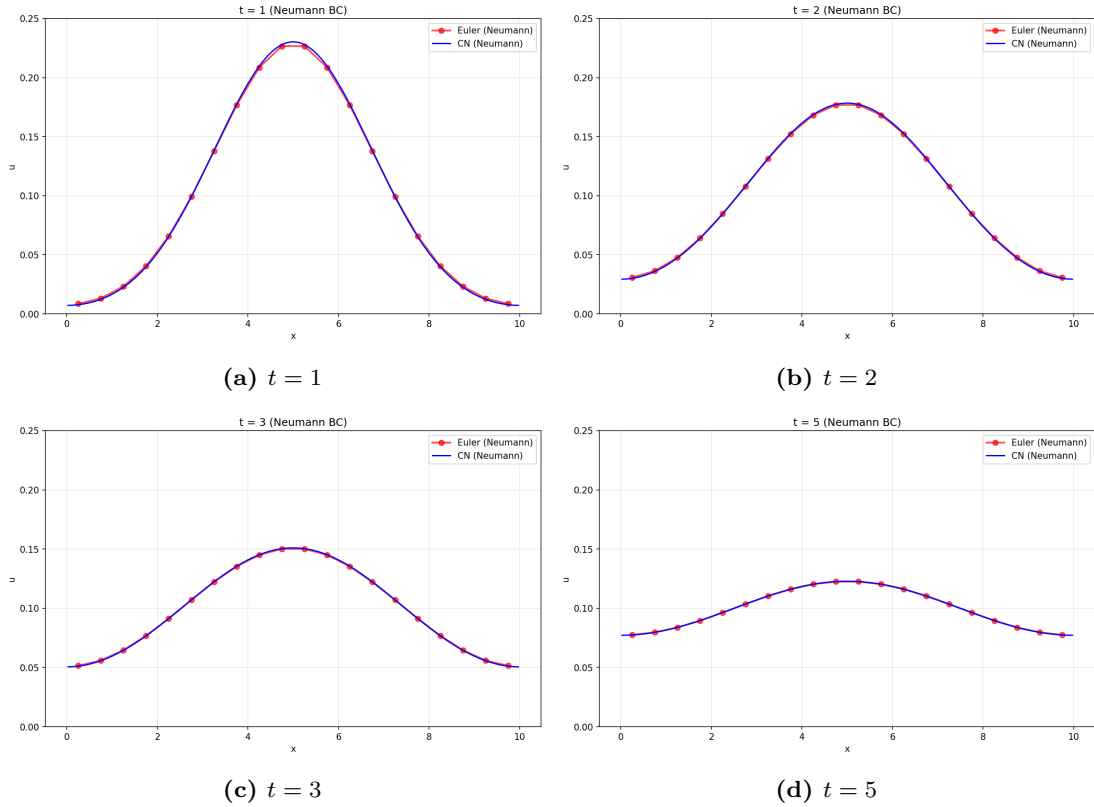 t = 1 (Neumann BC)
Euler (Neumann)
CN (Neumann)
0.25
0.20
0.15
0.10
0.05
0.00
u
0 2 4 6 8 10
x
(a) t = 1
t = 2 (Neumann BC)
Euler (Neumann)
CN (Neumann)
0.25
0.20
0.15
0.10
0.05
0.00
u
0 2 4 6 8 10
x
(b) t = 2
t = 3 (Neumann BC)
Euler (Neumann)
CN (Neumann)
0.25
0.20
0.15
0.10
0.05
0.00
u
0 2 4 6 8 10
x
(c) t = 3
t = 5 (Neumann BC)
Euler (Neumann)
CN (Neumann)
0.25
0.20
0.15
0.10
0.05
0.00
u
0 2 4 6 8 10
x
(d) t = 5